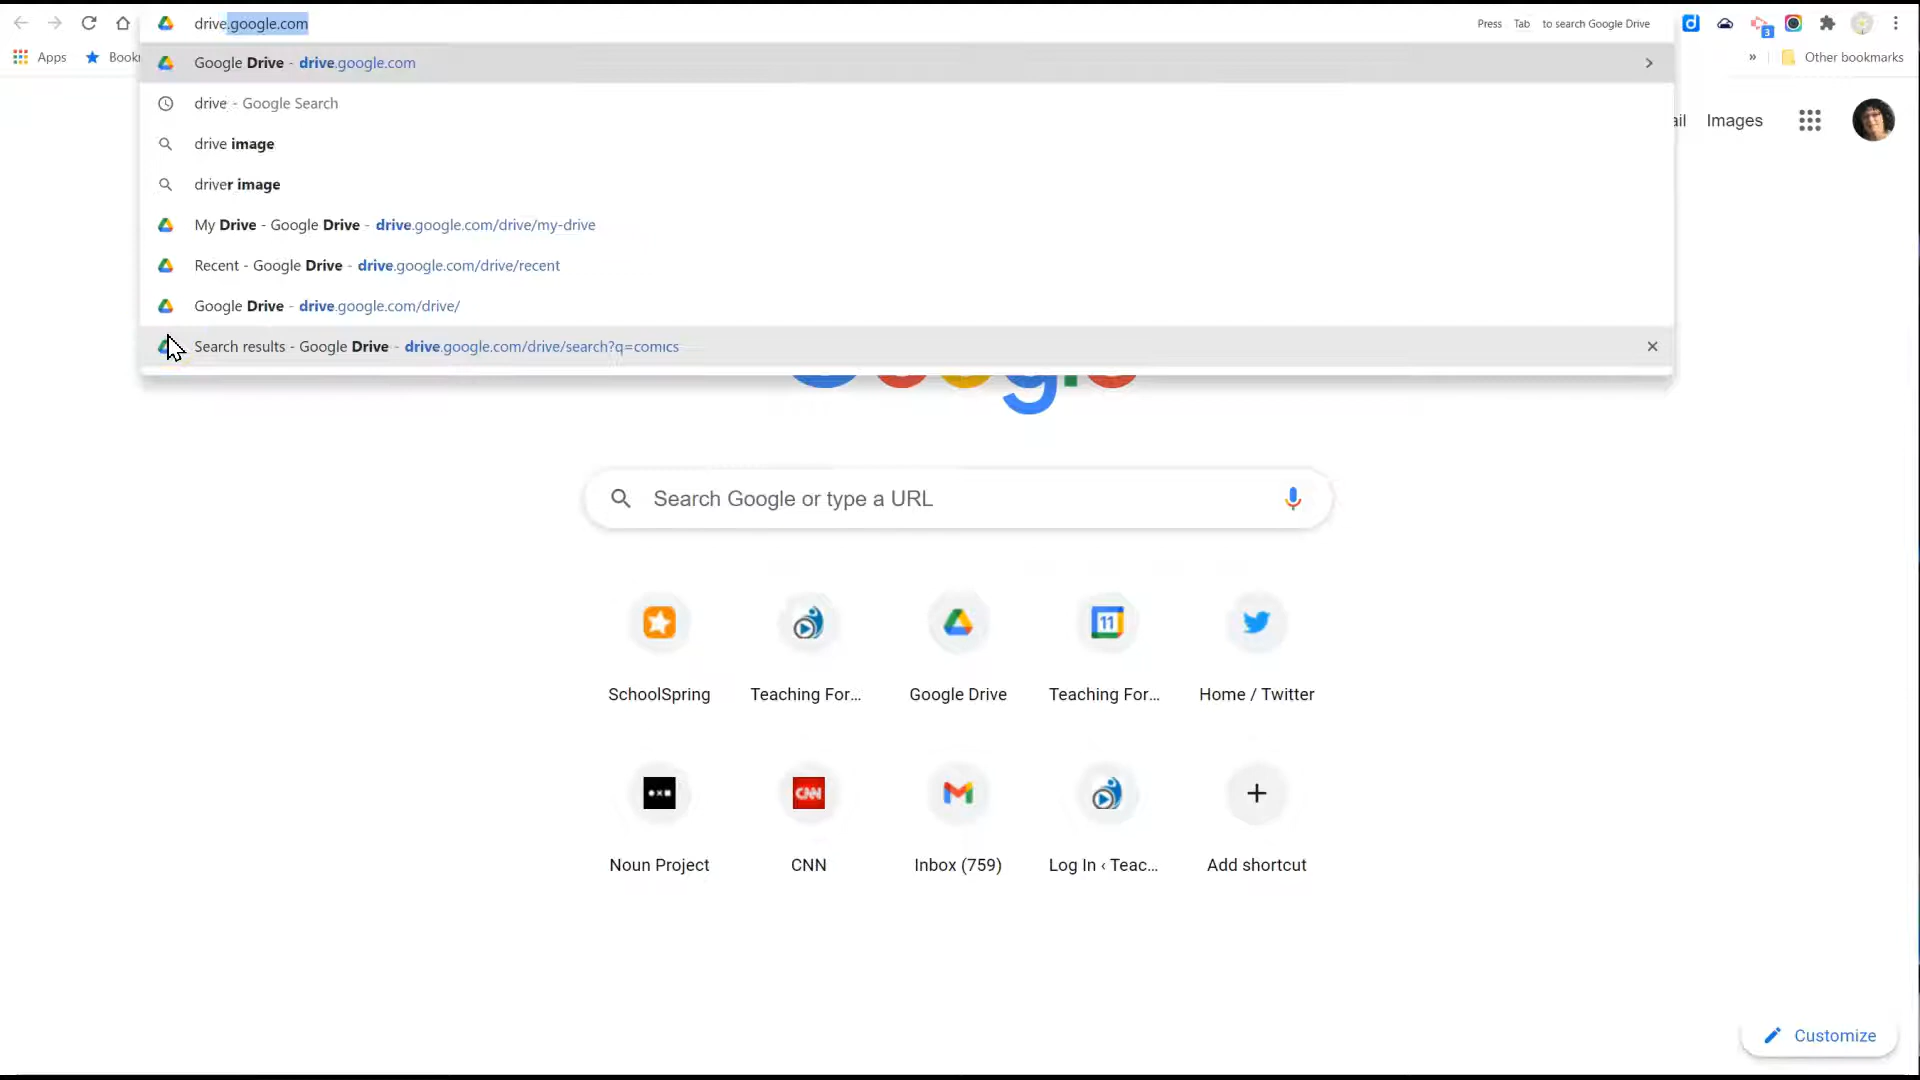 drive.google.com
Press Tab to search Google Drive
3
Apps
Book
»
Other bookmarks
Google Drive - drive.google.com
drive - Google Search
drive image
driver image
My Drive - Google Drive - drive.google.com/drive/my-drive
Recent - Google Drive - drive.google.com/drive/recent
Google Drive - drive.google.com/drive/
Search results - Google Drive - drive.google.com/drive/search?q=comics
ail
Images
Search Google or type a URL
11
SchoolSpring
Teaching For...
Google Drive
Teaching For...
Home / Twitter
CNN
Noun Project
CNN
Inbox (759)
Log In ‹ Teac...
Add shortcut
Customize